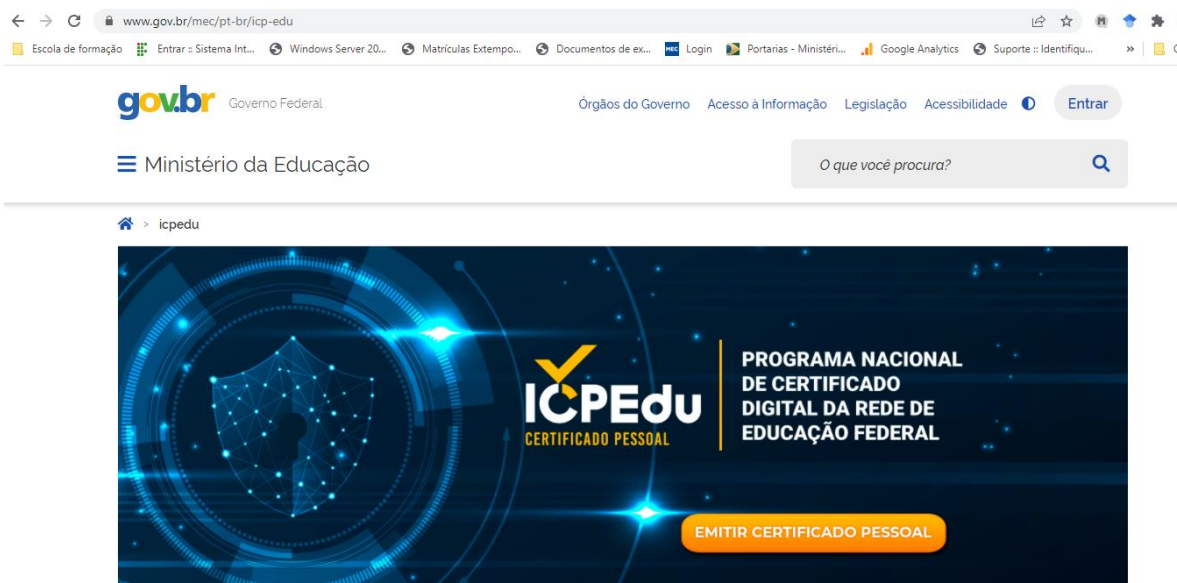 www.gov.br/mec/pt-br/icp-edu
Escola de formação Entrar :: Sistema Int... Windows Server 20... Matrículas Extempo... Documentos de ex... MEC Login Portarias - Ministéri... Google Analytics Suporte :: Identifiqu... »
gov.br Governo Federal Órgãos do Governo Acesso à Informação Legislação Acessibilidade Entrar
Ministério da Educação O que você procura?
> icpedu
ICPEdu
CERTIFICADO PESSOAL
PROGRAMA NACIONAL
DE CERTIFICADO
DIGITAL DA REDE DE
EDUCAÇÃO FEDERAL
EMITIR CERTIFICADO PESSOAL